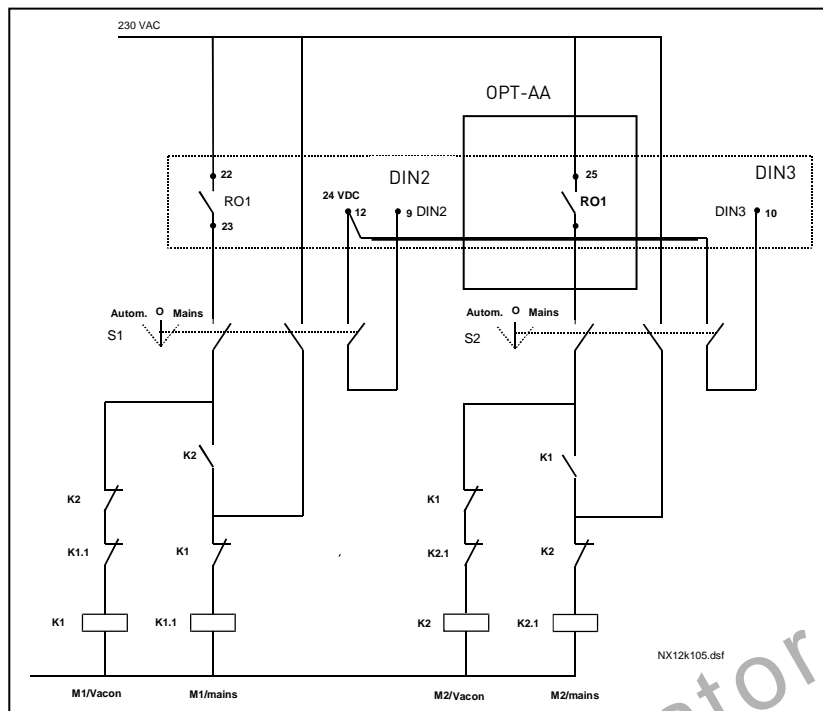 230 VAC
OPT-AA
22
RO1
23
24 VDC
12
DIN2
9 DIN2
25
RO1
DIN3
DIN3
10
Autom. O Mains
S1
Autom. O Mains
S2
K2
K2
K1.1
K1
K1
K1
K2.1
K2
K1
K1.1
K2
K2.1
NX12k105.dsf
M1/Vacon
M1/mains
M2/Vacon
M2/mains
ator